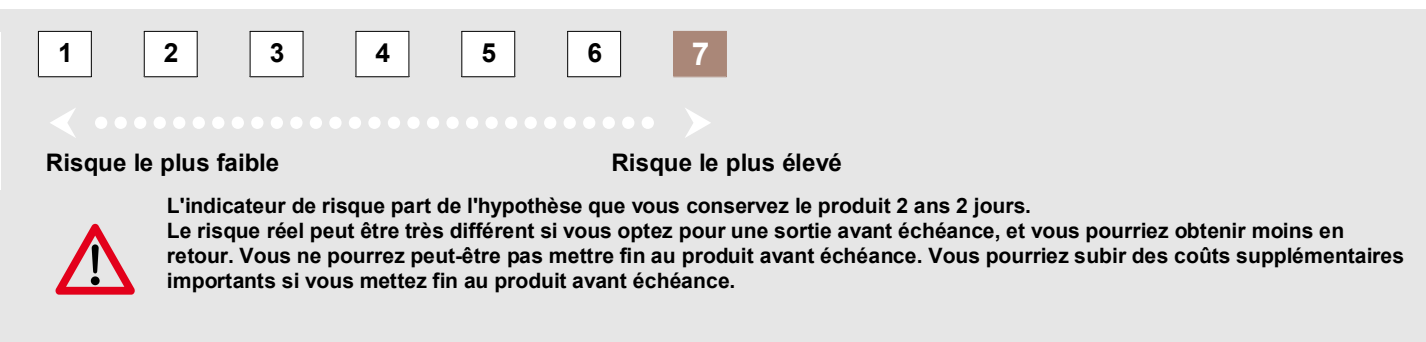 1 2 3 4 5 6 7
Risque le plus faible Risque le plus élevé
L'indicateur de risque part de l'hypothèse que vous conservez le produit 2 ans 2 jours.
Le risque réel peut être très différent si vous optez pour une sortie avant échéance, et vous pourriez obtenir moins en
retour. Vous ne pourrez peut-être pas mettre fin au produit avant échéance. Vous pourriez subir des coûts supplémentaires
importants si vous mettez fin au produit avant échéance.